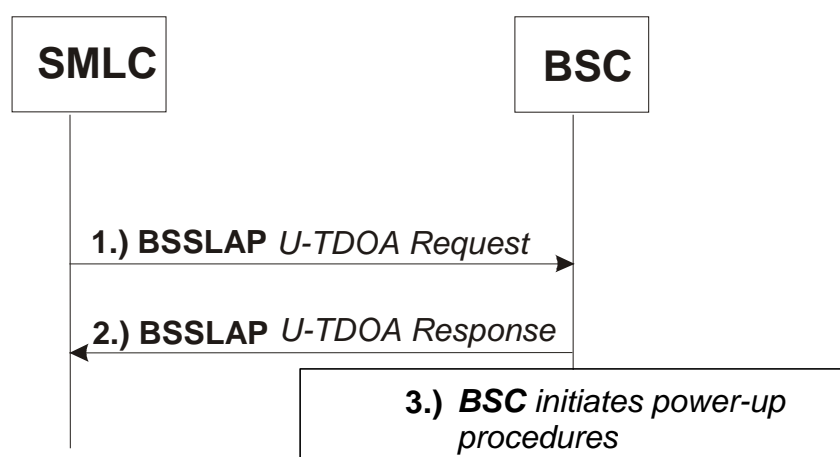 SMLC
BSC
1.) BSSLAP U-TDOA Request
2.) BSSLAP U-TDOA Response
3.) BSC initiates power-up
procedures